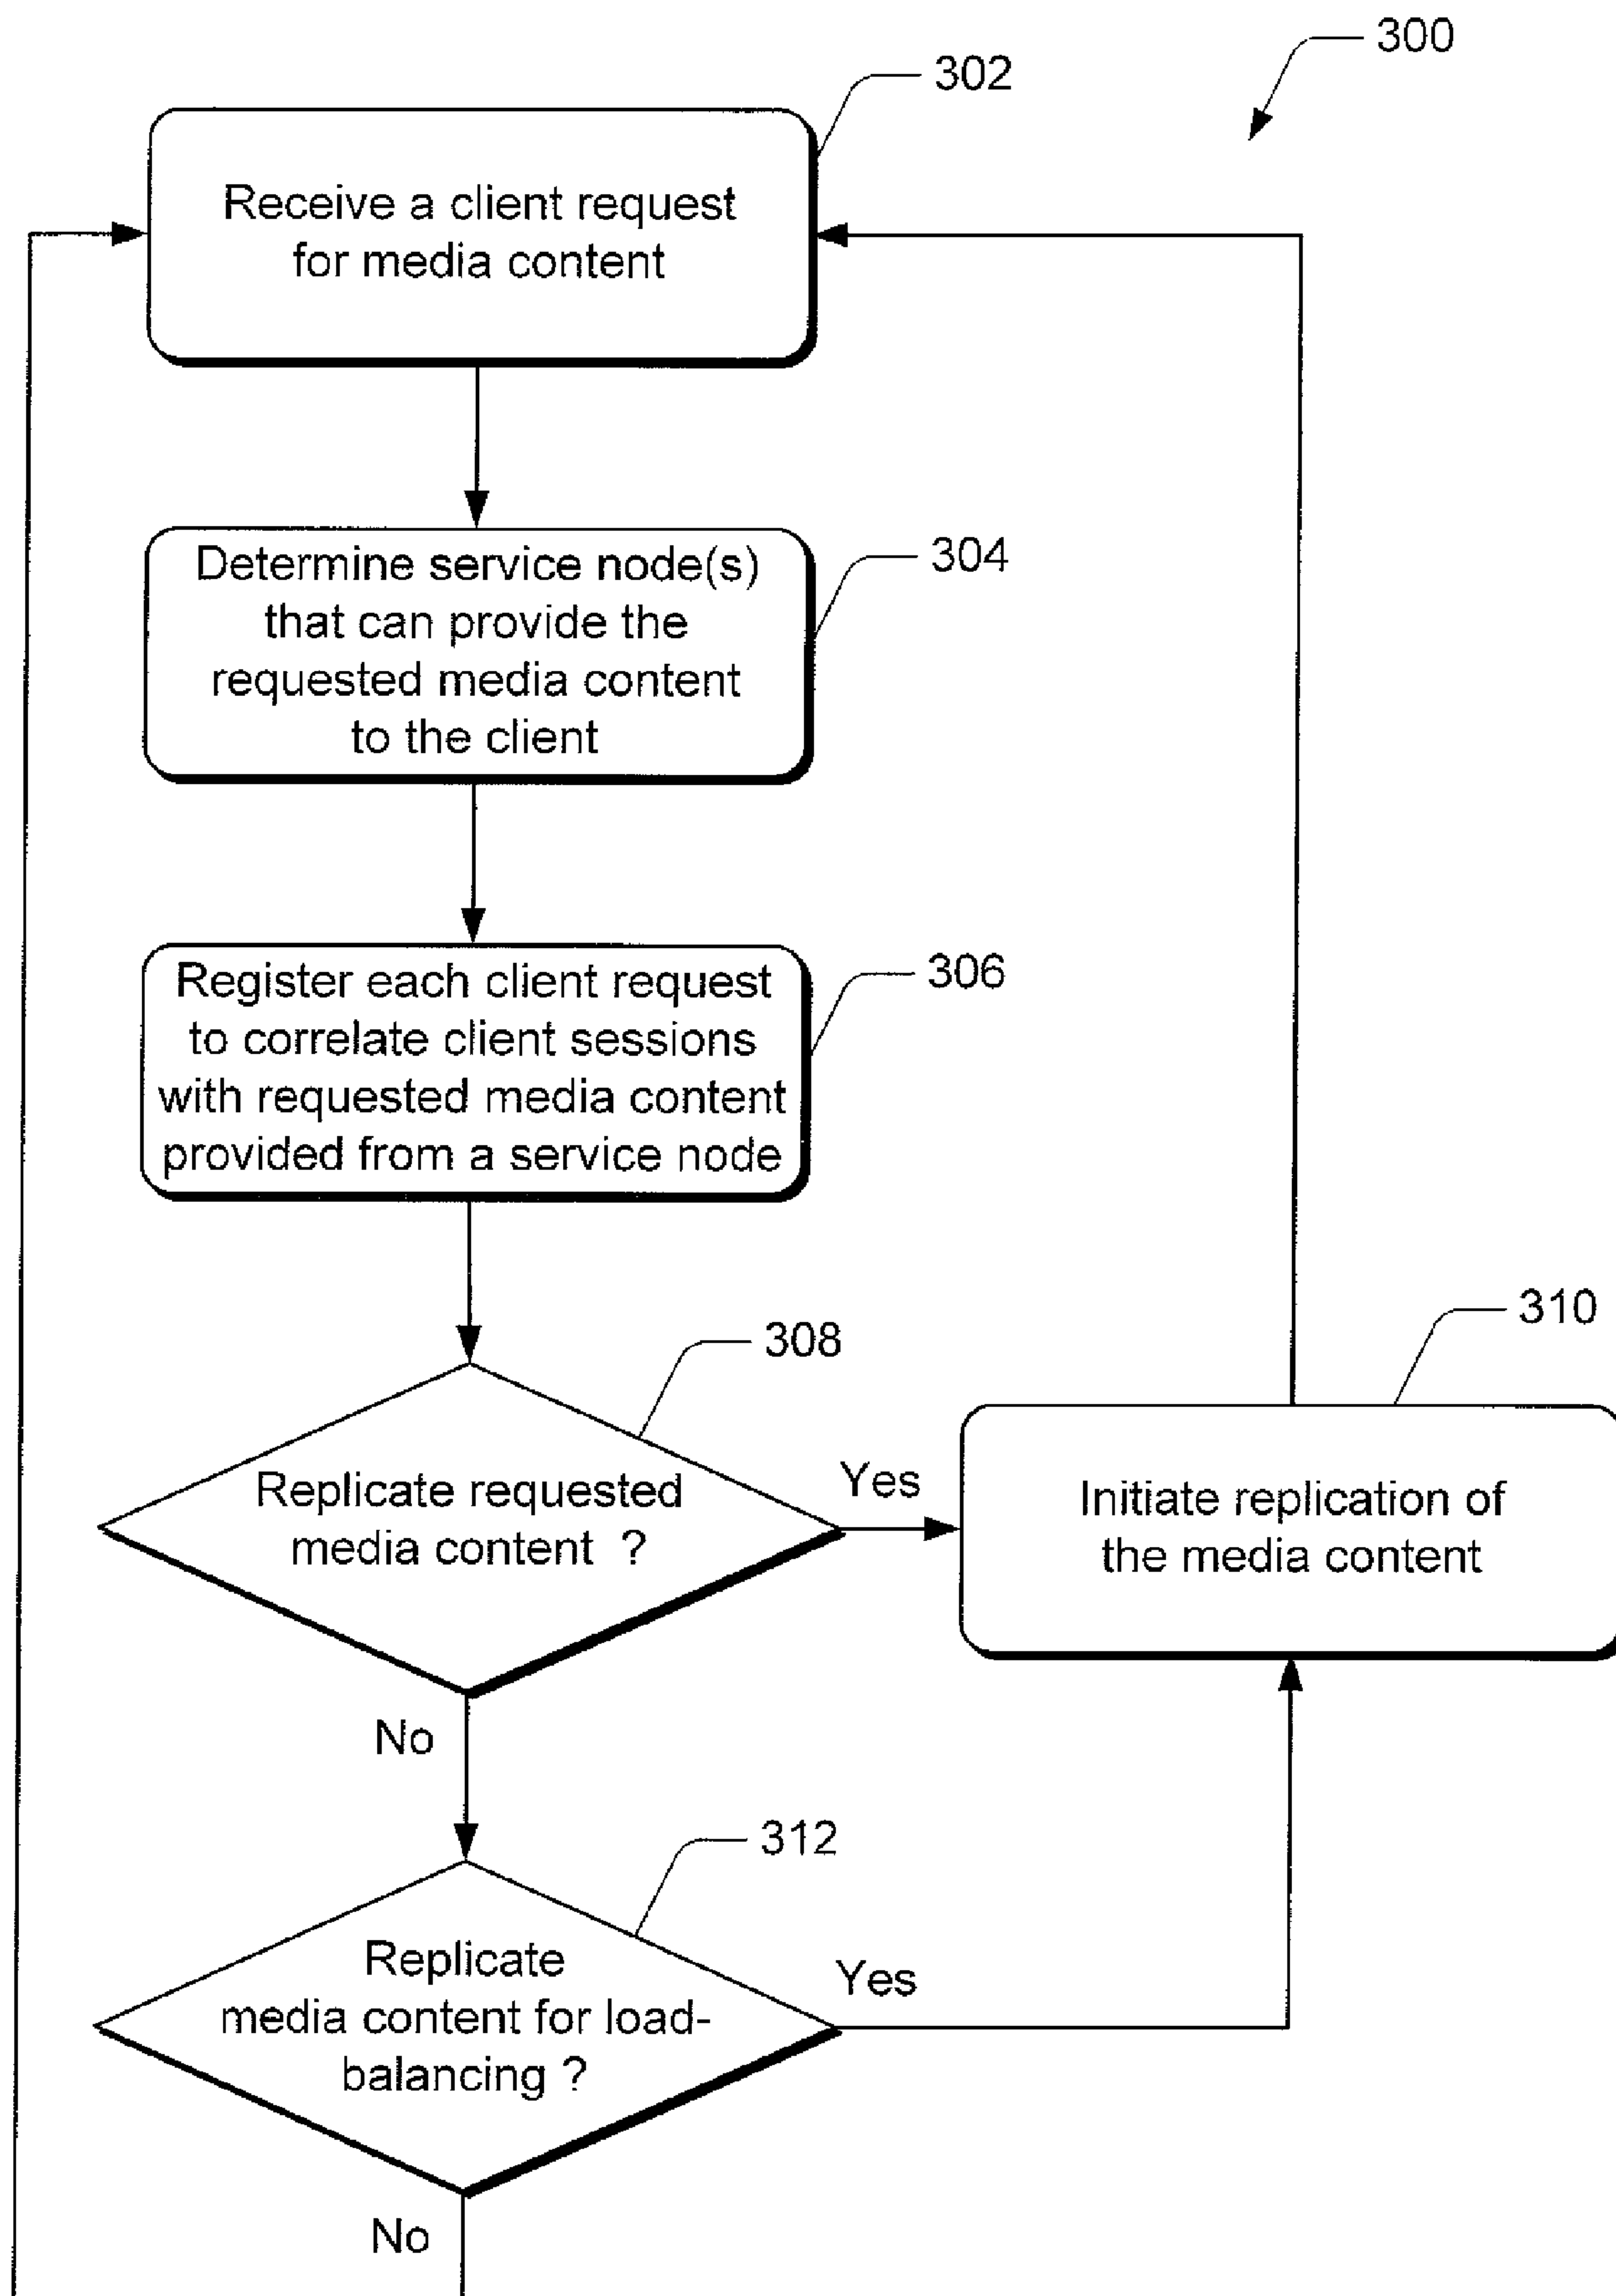 300
302
Receive a client request
for media content
304
Determine service node(s)
that can provide the
requested media content
to the client
306
Register each client request
to correlate client sessions
with requested media content
provided from a service node
308
Replicate requested
media content ?
Yes
310
Initiate replication of
the media content
No
312
Replicate
media content for load-
balancing ?
Yes
No